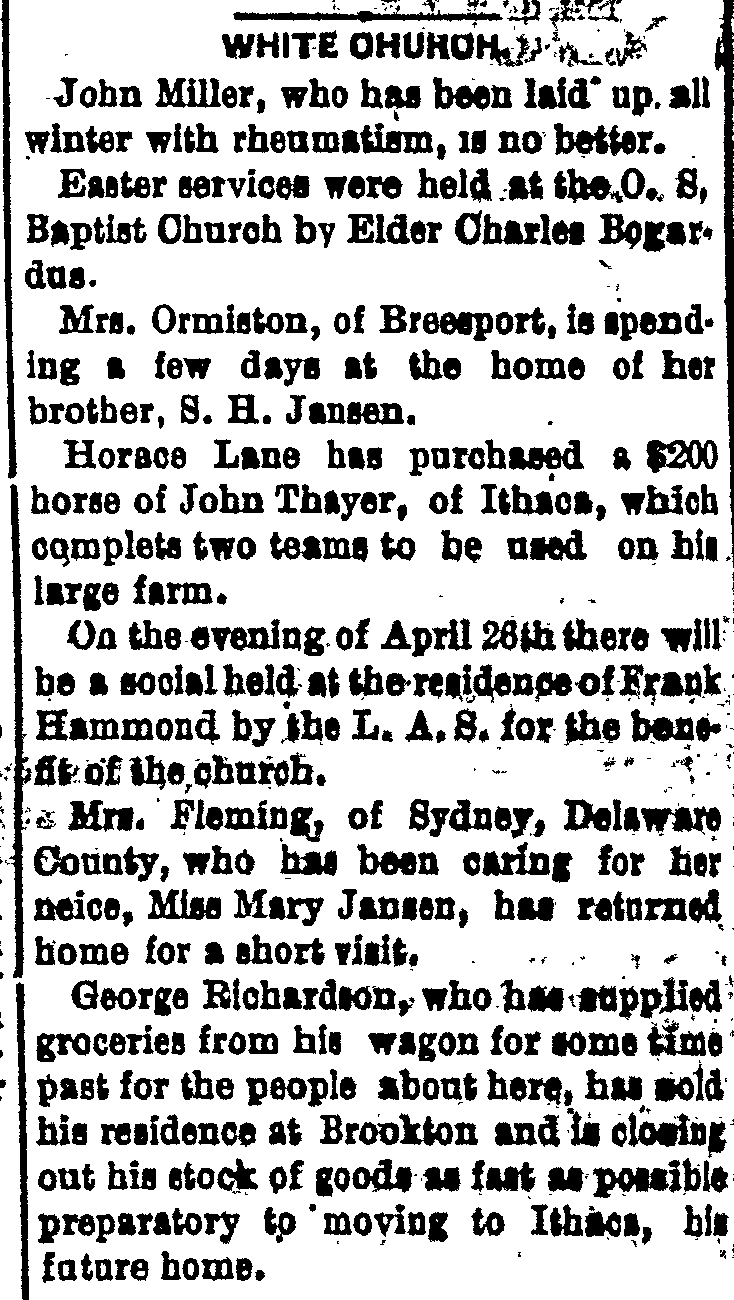 WHITE CHURCH.
John Miller, who has been laid up all
winter with rheumatism, is no better.
Easter services were held at the O. S.
Baptist Church by Elder Charles Bogar-
dus.
Mrs. Ormiston, of Breesport, is spend-
ing a few days at the home of her
brother, S. H. Jansen.
Horace Lane has purchased a $200
horse of John Thayer, of Ithaca, which
complets two teams to be used on his
large farm.
On the evening of April 26th there will
be a social held at the residence of Frank
Hammond by the L. A. S. for the bene-
fit of the church.
Mrs. Fleming, of Sydney, Delaware
County, who has been caring for her
neice, Miss Mary Jansen, has returned
home for a short visit.
George Richardson, who has supplied
groceries from his wagon for some time
past for the people about here, has sold
his residence at Brookton and is closing
out his stock of goods as fast as possible
preparatory to moving to Ithaca, his
future home.